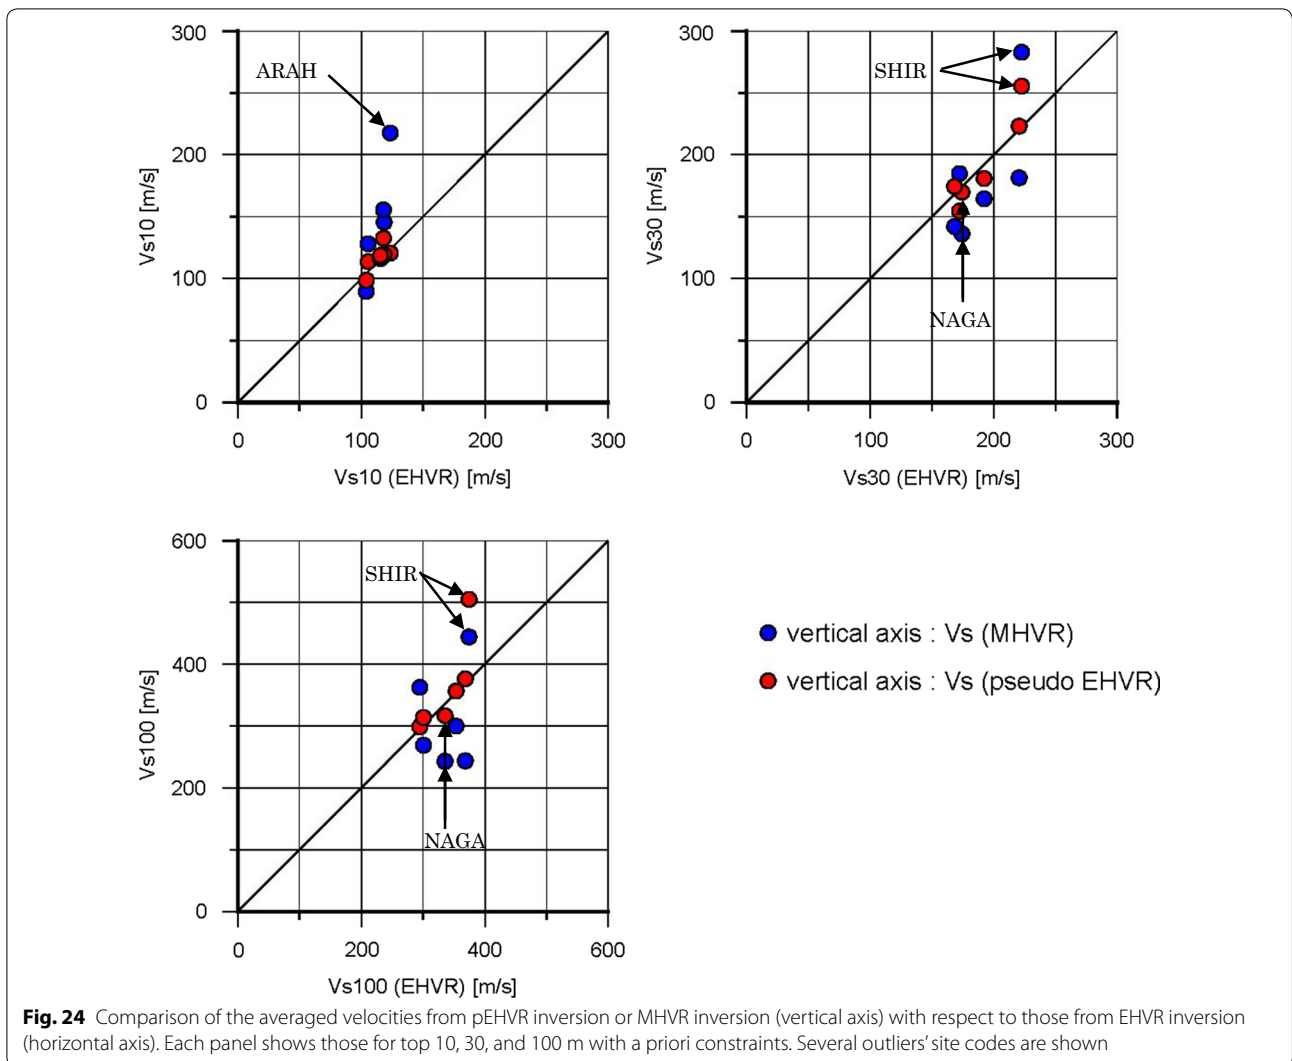 300
200
100
0
Vs10 [m/s]
ARAH
0 100 200 300
Vs10 (EHVR) [m/s]
300
200
100
0
Vs30 [m/s]
SHIR
NAGA
0 100 200 300
Vs30 (EHVR) [m/s]
600
400
200
0
Vs100 [m/s]
SHIR
NAGA
0 200 400 600
Vs100 (EHVR) [m/s]
vertical axis : Vs (MHVR)
vertical axis : Vs (pseudo EHVR)
Fig. 24 Comparison of the averaged velocities from pEHVR inversion or MHVR inversion (vertical axis) with respect to those from EHVR inversion
(horizontal axis). Each panel shows those for top 10, 30, and 100 m with a priori constraints. Several outliers' site codes are shown